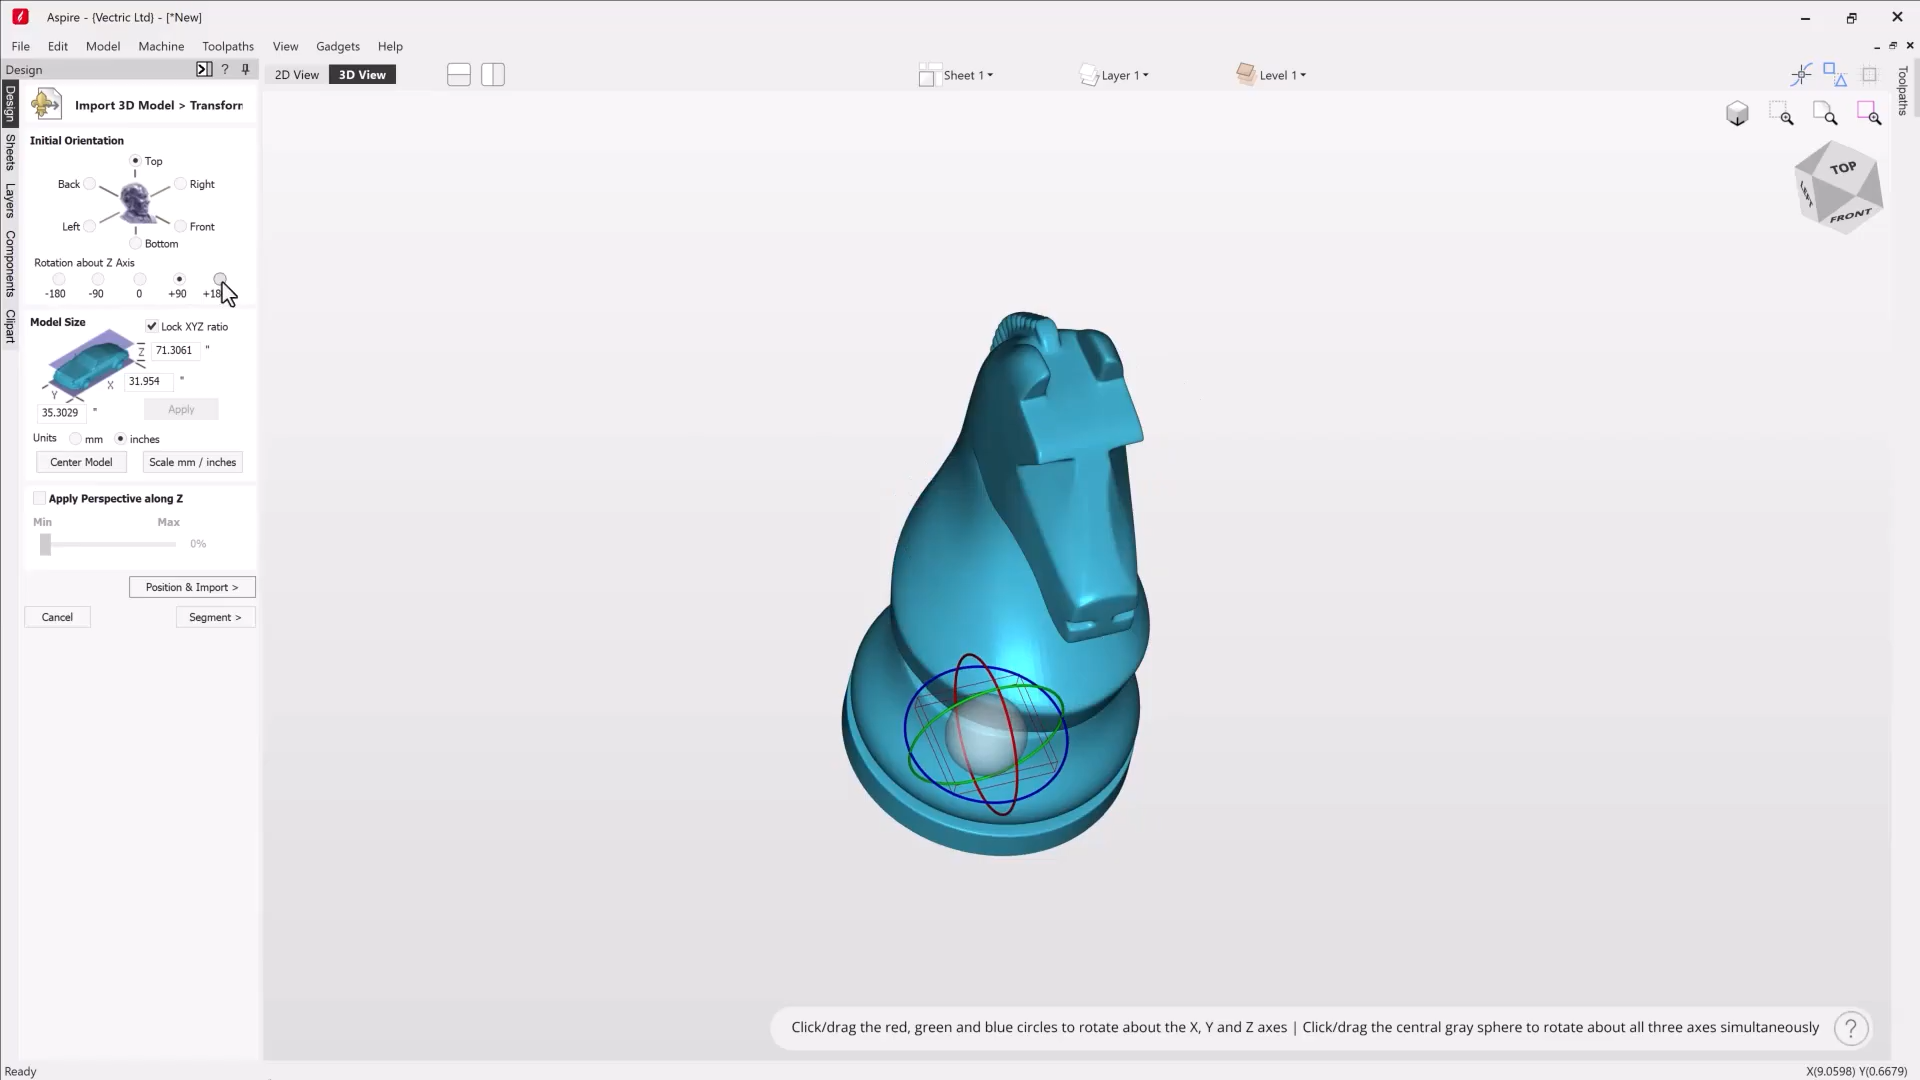 Aspire - {Vectric Ltd} - [*New]
File Edit Model Machine Toolpaths View Gadgets Help
Design ?
2D View 3D View Sheet 1 Layer 1 Level 1
Toolpaths
Design
Sheets
Layers
Components
Clipart
Import 3D Model > Transform
Initial Orientation
Top
Back Right
Left Front
Bottom
Rotation about Z Axis
-180 -90 0 +90 +18
Model Size
Lock XYZ ratio
Z 71.3061 "
X 31.954 "
Y
35.3029 " Apply
Units mm inches
Center Model Scale mm / inches
Apply Perspective along Z
Min Max
0%
Position & Import >
Cancel Segment >
TOP
LEFT
FRONT
Click/drag the red, green and blue circles to rotate about the X, Y and Z axes | Click/drag the central gray sphere to rotate about all three axes simultaneously ?
Ready X(9.0598) Y(0.6679)